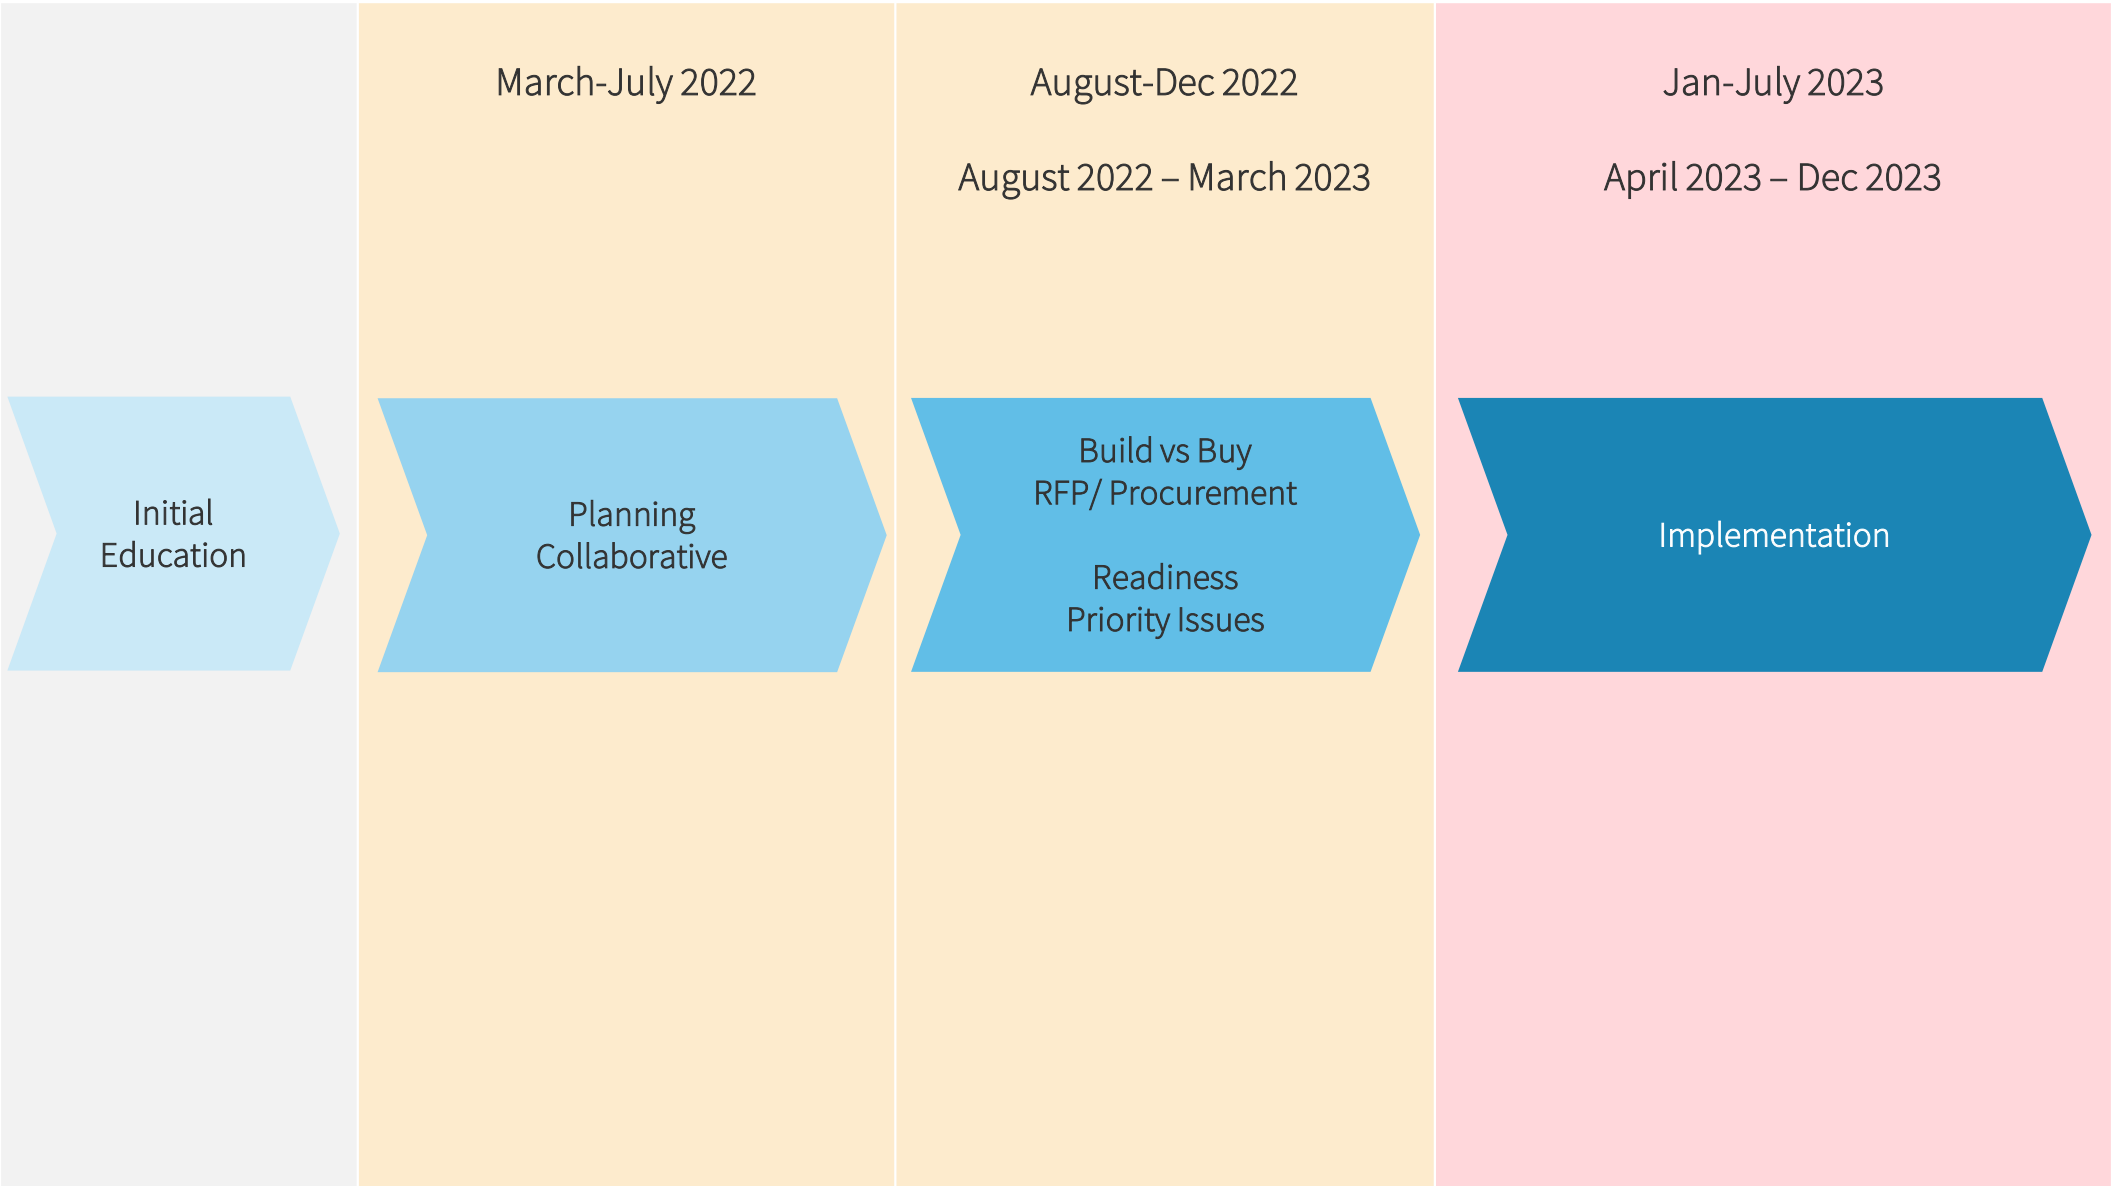 March-July 2022
August-Dec 2022
August 2022 – March 2023
Jan-July 2023
April 2023 – Dec 2023
Initial
Education
Planning
Collaborative
Build vs Buy
RFP/ Procurement
Readiness
Priority Issues
Implementation